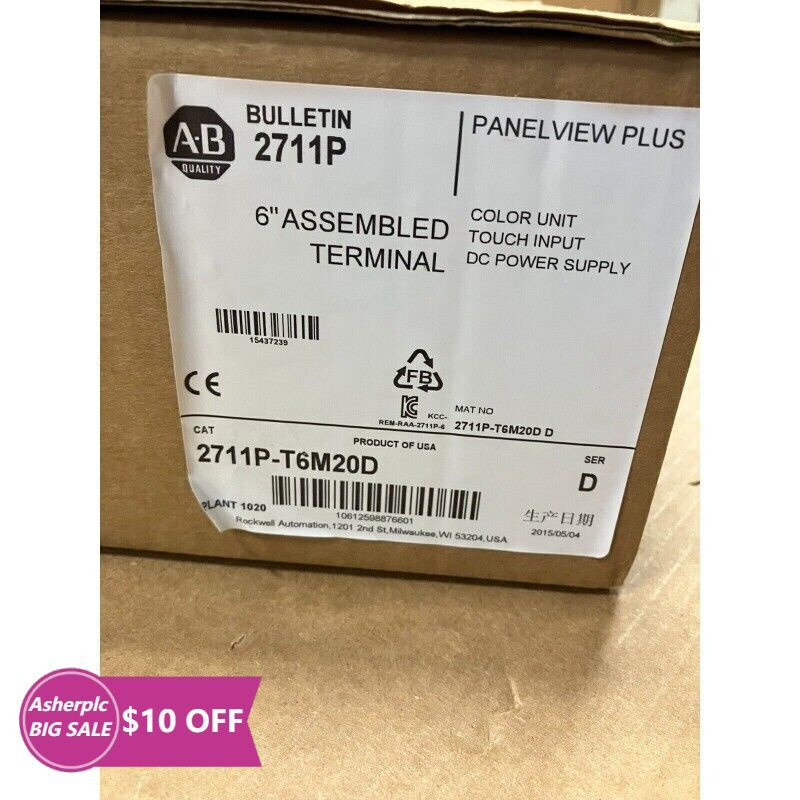 A·B
QUALITY
BULLETIN
2711P
PANELVIEW PLUS
6" ASSEMBLED
TERMINAL
COLOR UNIT
TOUCH INPUT
DC POWER SUPPLY
15437239
FB
CE
KCC-
REM-RAA-2711P-6
MAT NO
2711P-T6M20D D
CAT
PRODUCT OF USA
SER
2711P-T6M20D
D
PLANT 1020
10612598876601
生产日期
Rockwell Automation,1201 2nd St,Milwaukee,WI 53204,USA
2015/05/04
Asherplc
BIG SALE
$10 OFF